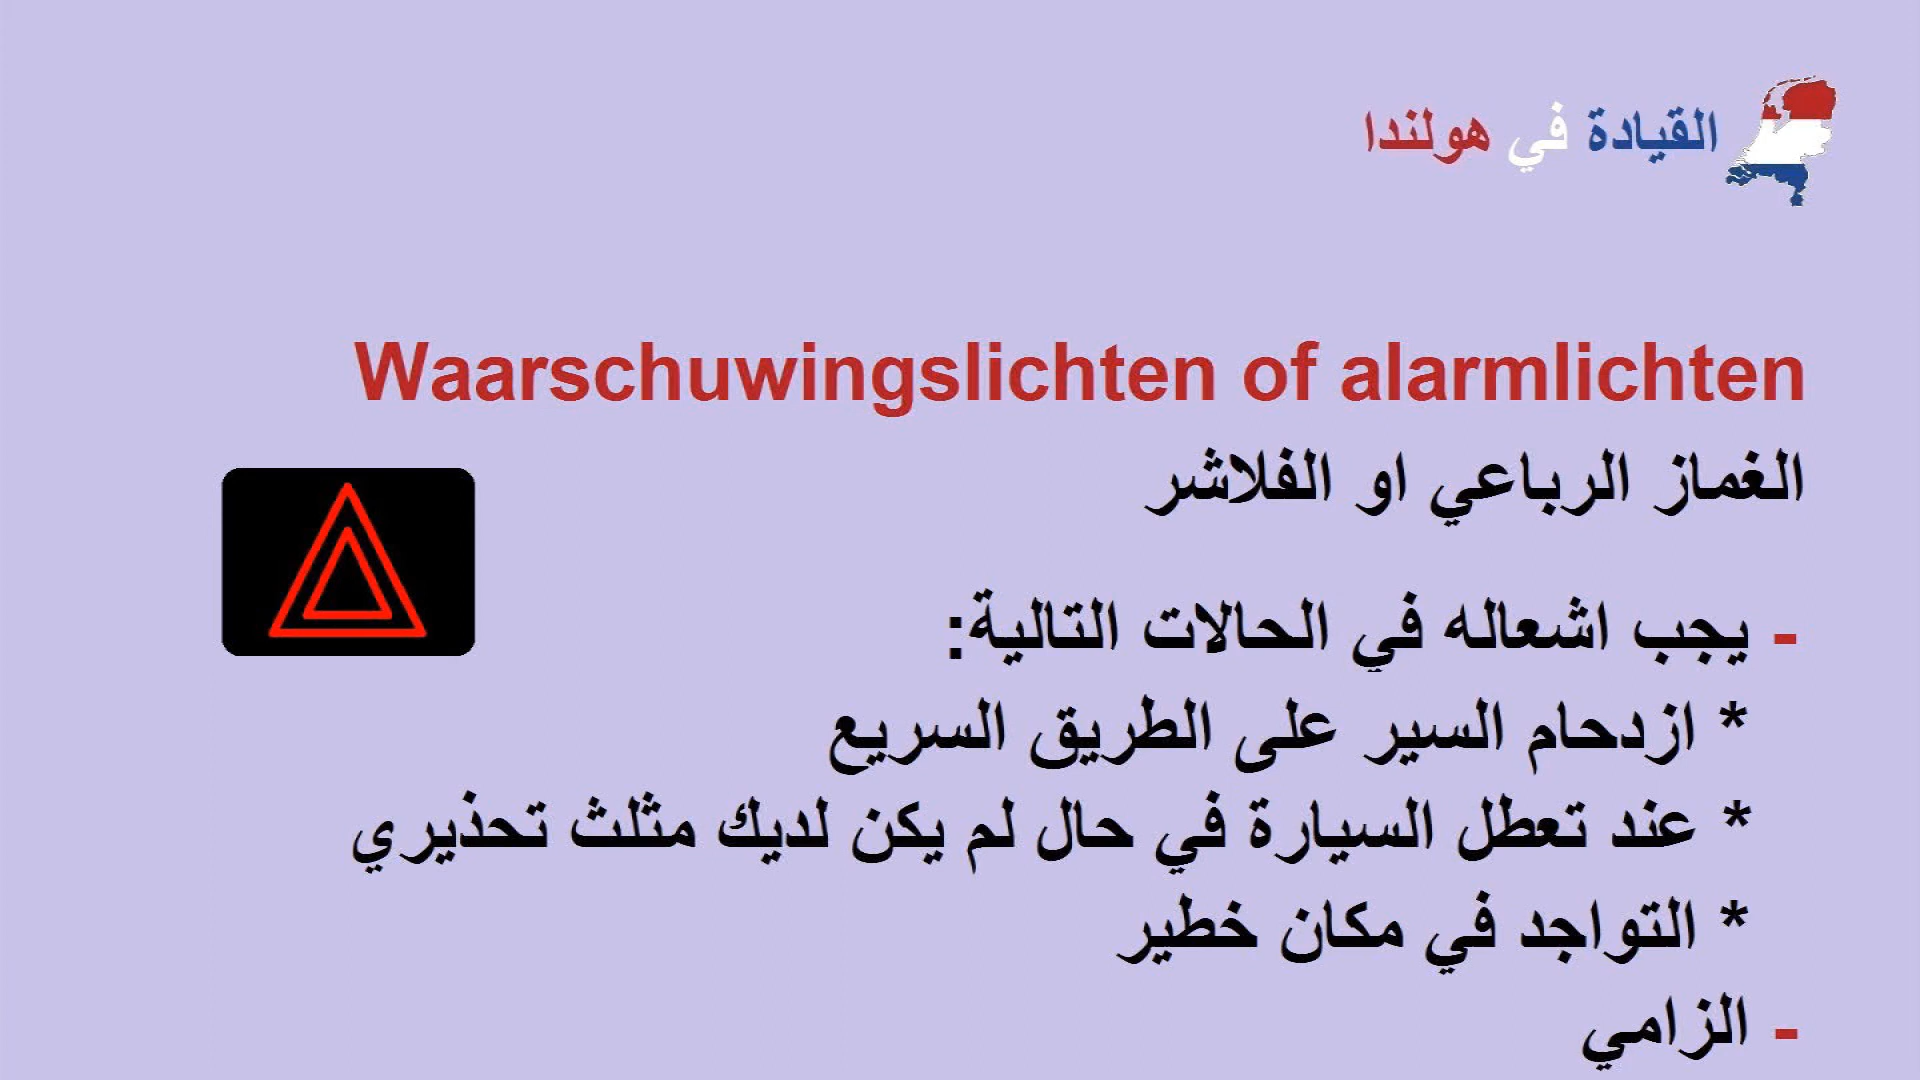 القيادة في هولندا
Waarschuwingslichten of alarmlichten
الغماز الرباعي او الفلاشر
- يجب اشعاله في الحالات التالية:
* ازدحام السير على الطريق السريع
* عند تعطل السيارة في حال لم يكن لديك مثلث تحذيري
* التواجد في مكان خطير
- الزامي